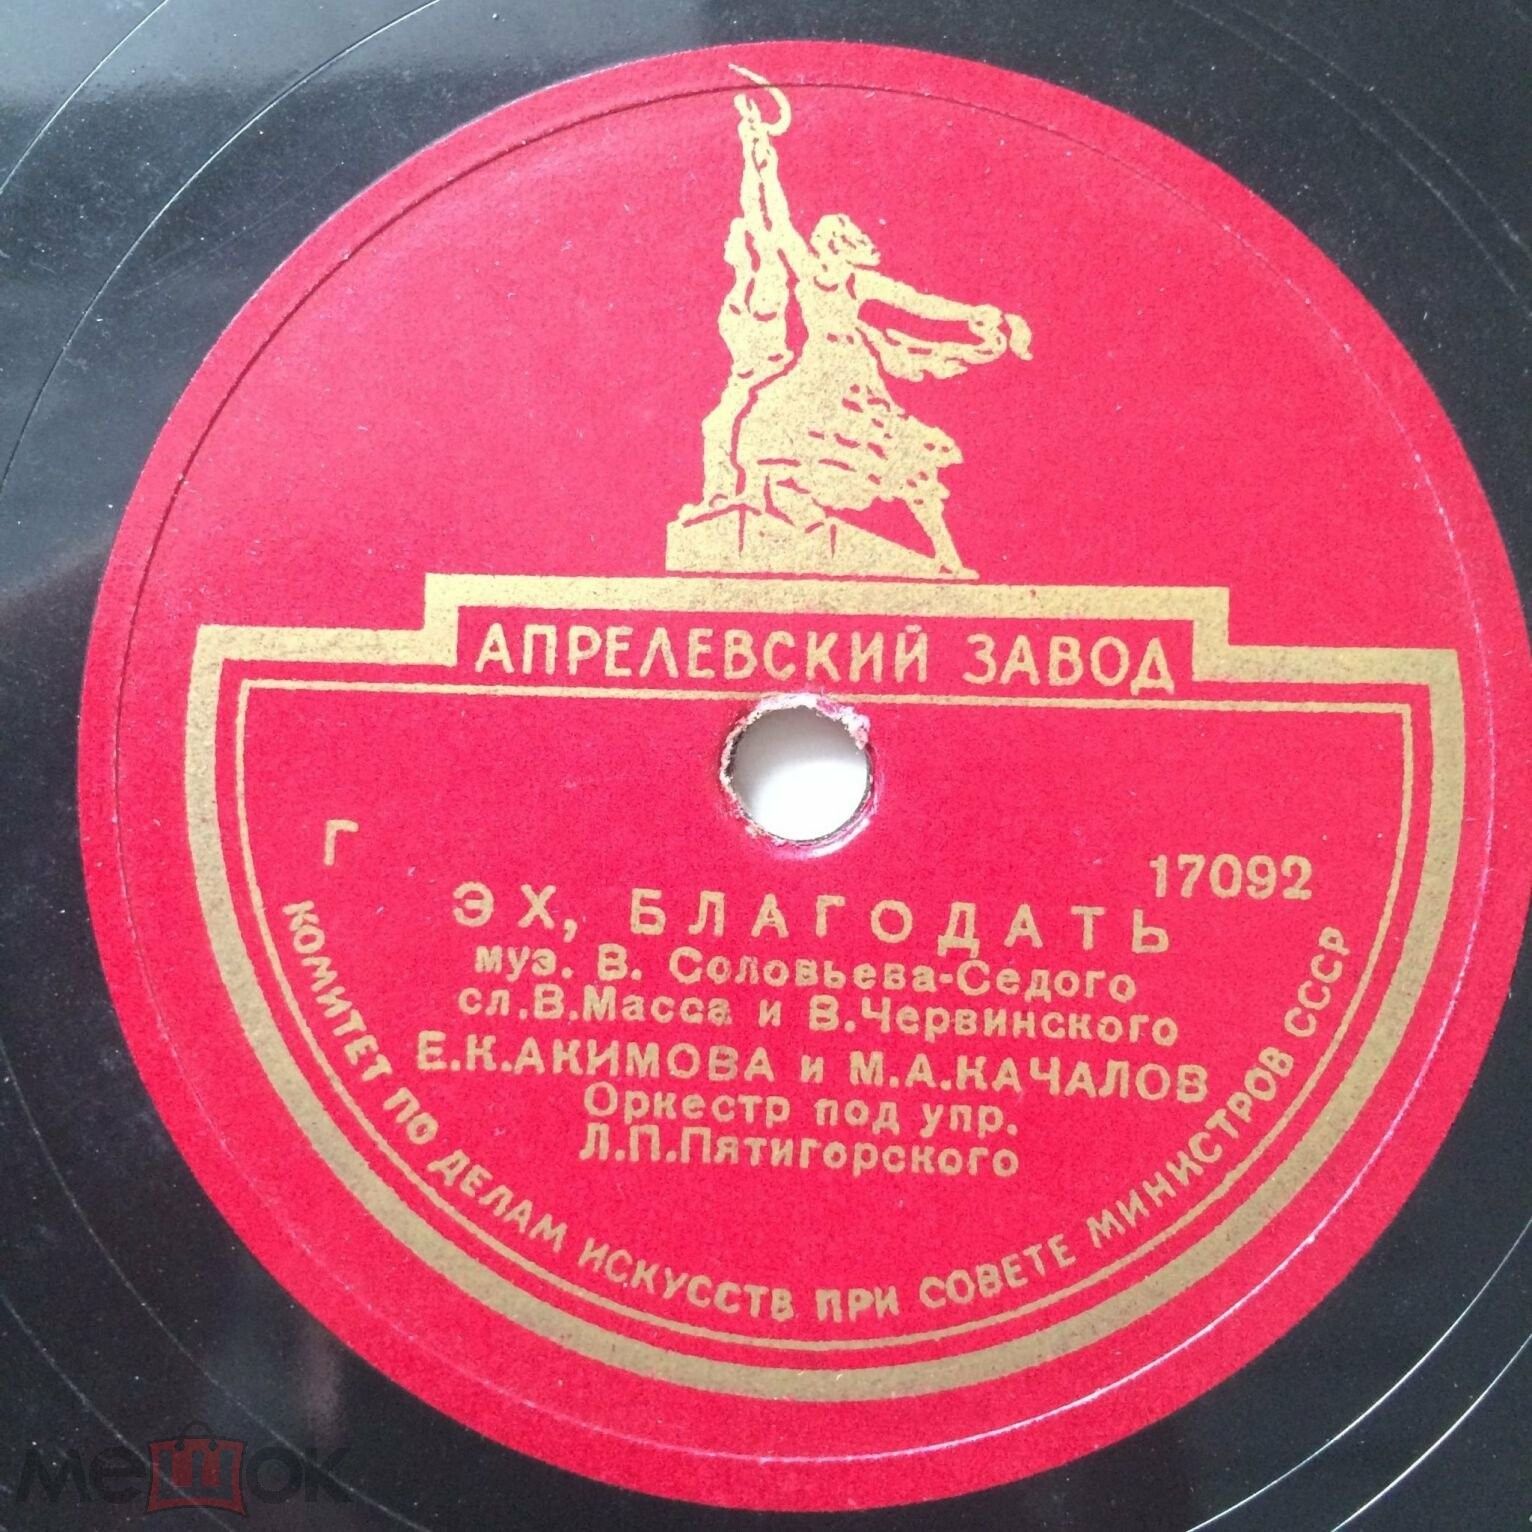 АПРЕЛЕВСКИЙ ЗАВОД
Г
17092
ЭХ, БЛАГОДАТЬ
муз. В. Соловьева-Седого
сл.В.Масса и В.Червинского
Е.К.АКИМОВА и М.А.КАЧАЛОВ
Оркестр под упр.
Л.П.Пятигорского
КОМИТЕТ ПО ДЕЛАМ ИСКУССТВ ПРИ СОВЕТЕ МИНИСТРОВ СССР
мешок